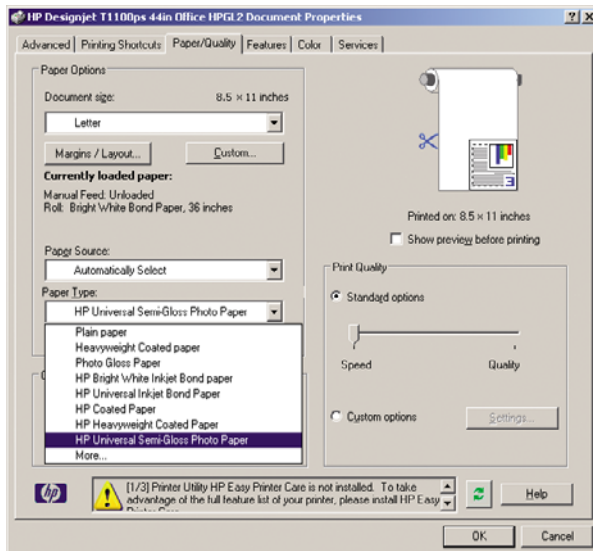 HP Designjet T1100ps 44in Office HPGL2 Document Properties
Advanced Printing Shortcuts Paper/Quality Features Color Services
Paper Options
Document size: 8.5 × 11 inches
Letter
Margins / Layout... Custom...
Currently loaded paper:
Manual Feed: Unloaded
Roll: Bright White Bond Paper, 36 inches
Paper Source:
Automatically Select
Paper Type:
HP Universal Semi-Gloss Photo Paper
Plain paper
Heavyweight Coated paper
Photo Gloss Paper
HP Bright White Inkjet Bond paper
HP Universal Inkjet Bond paper
HP Coated Paper
HP Heavyweight Coated Paper
HP Universal Semi-Gloss Photo Paper
More...
Printed on: 8.5 × 11 inches
Show preview before printing
Print Quality
Standard options
Speed Quality
Custom options Settings...
hp
[1/3] Printer Utility HP Easy Printer Care is not installed. To take
advantage of the full feature list of your printer, please install HP Easy
Printer Care
Help
OK Cancel